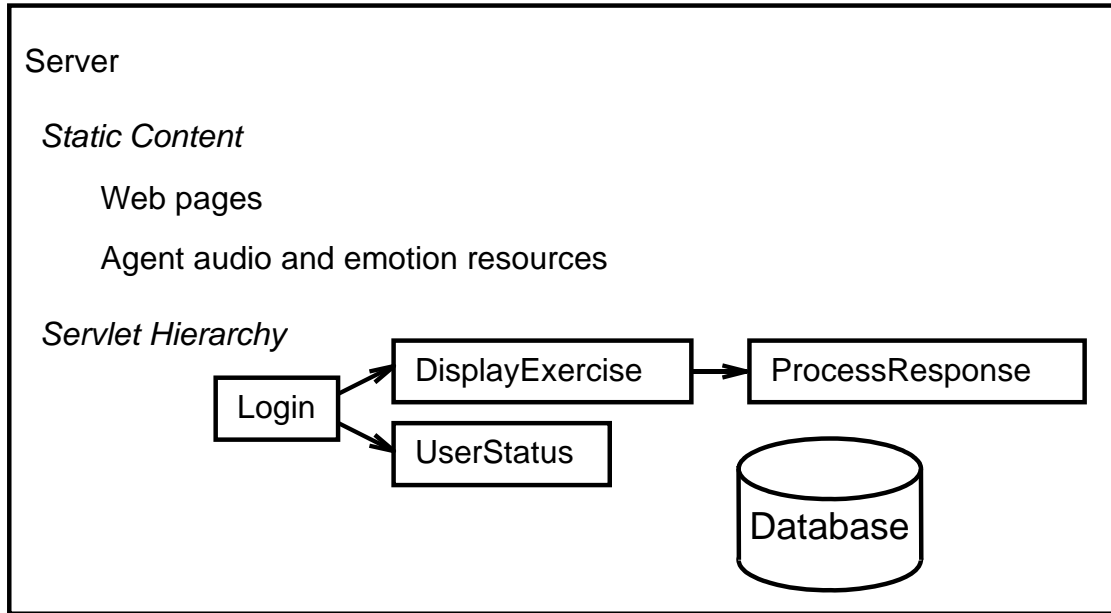 Server
Static Content
Web pages
Agent audio and emotion resources
Servlet Hierarchy
DisplayExercise
ProcessResponse
Login
UserStatus
Database